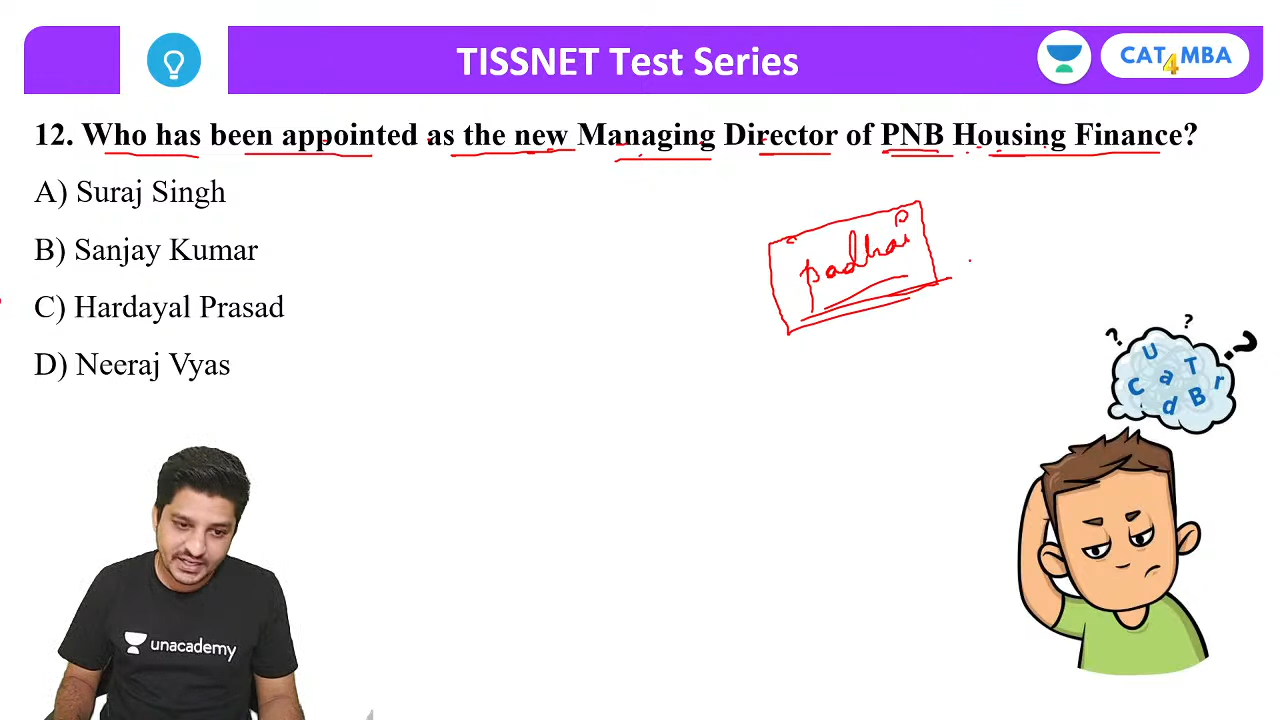 TISSNET Test Series
CAT4MBA
12. Who has been appointed as the new Managing Director of PNB Housing Finance?
A) Suraj Singh
B) Sanjay Kumar
C) Hardayal Prasad
D) Neeraj Vyas
padhai
? ? ?
U T r
C a B
d
unacademy